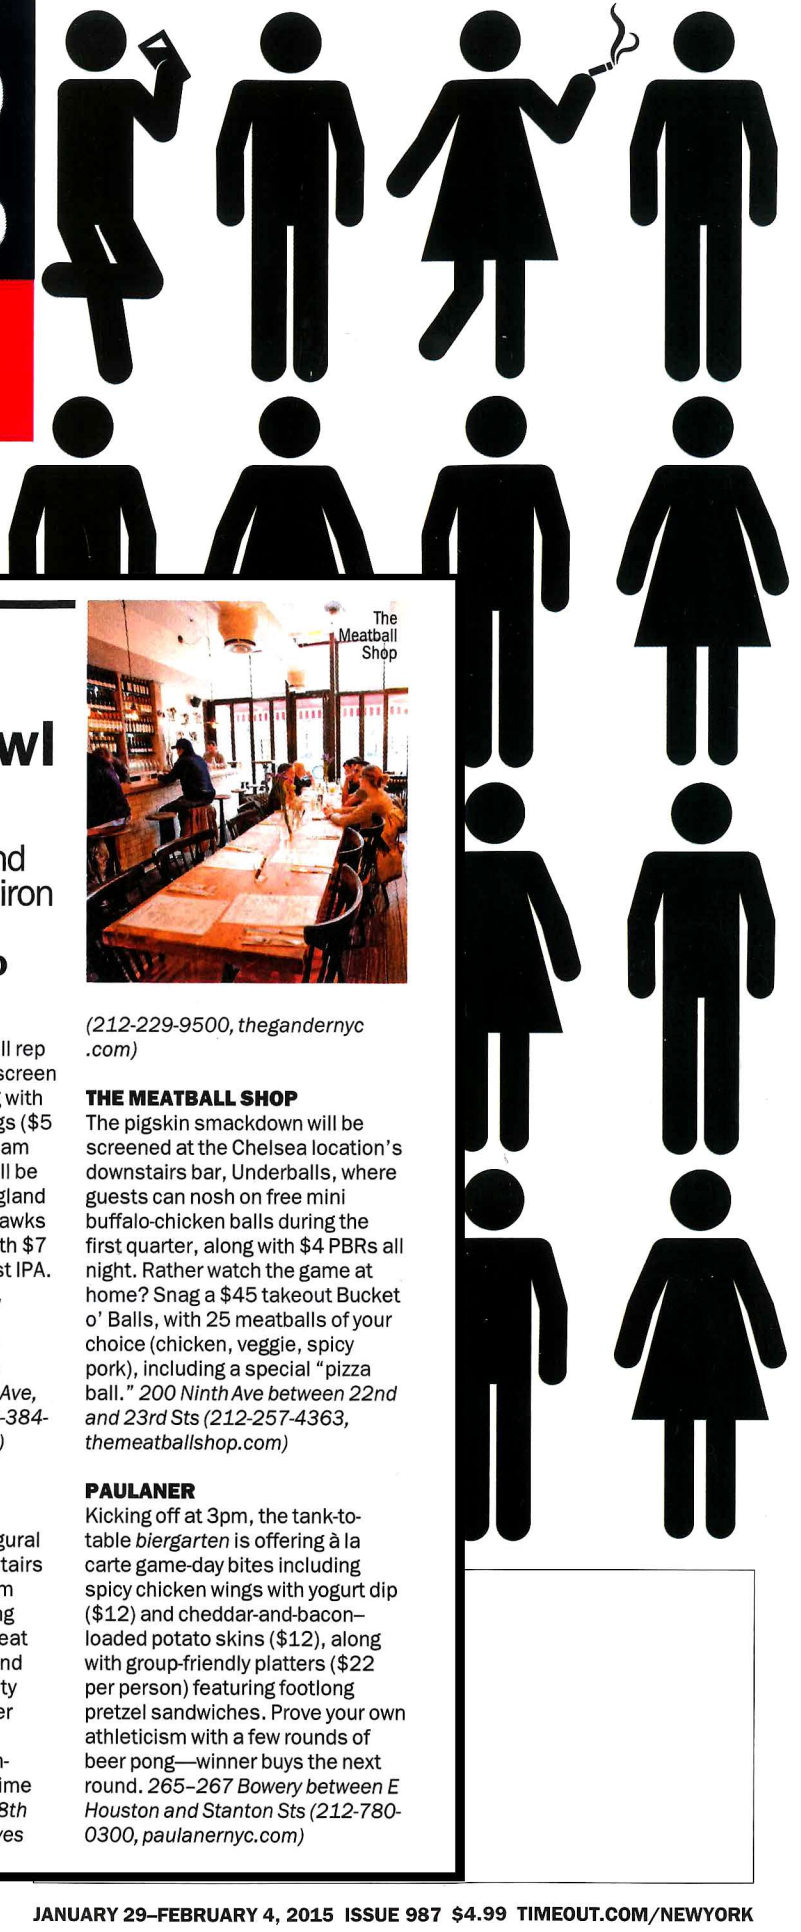 The
Meatball
Shop
wl
nd
iron
ll rep
screen
with
gs ($5
am
ll be
gland
awks
th $7
st IPA.
Ave,
-384-
)
gural
tairs
m
ng
eat
nd
ty
er
n-
ime
8th
ves
(212-229-9500, thegandernyc
.com)
THE MEATBALL SHOP
The pigskin smackdown will be
screened at the Chelsea location's
downstairs bar, Underballs, where
guests can nosh on free mini
buffalo-chicken balls during the
first quarter, along with $4 PBRs all
night. Rather watch the game at
home? Snag a $45 takeout Bucket
o' Balls, with 25 meatballs of your
choice (chicken, veggie, spicy
pork), including a special “pizza
ball.” 200 Ninth Ave between 22nd
and 23rd Sts (212-257-4363,
themeatballshop.com)
PAULANER
Kicking off at 3pm, the tank-to-
table biergarten is offering à la
carte game-day bites including
spicy chicken wings with yogurt dip
($12) and cheddar-and-bacon–
loaded potato skins ($12), along
with group-friendly platters ($22
per person) featuring footlong
pretzel sandwiches. Prove your own
athleticism with a few rounds of
beer pong—winner buys the next
round. 265–267 Bowery between E
Houston and Stanton Sts (212-780-
0300, paulanernyc.com)
JANUARY 29–FEBRUARY 4, 2015 ISSUE 987 $4.99 TIMEOUT.COM/NEWYORK